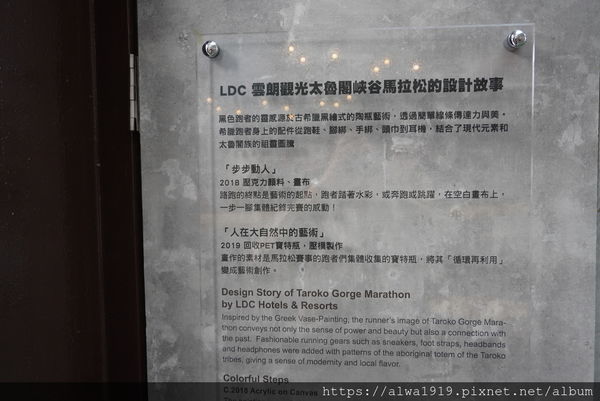 LDC 雲朗觀光太魯閣峽谷馬拉松的設計故事
黑色跑者的靈感源於古希臘黑繪式的陶瓶藝術，透過簡單線條傳達力與美。
希臘跑者身上的配件從跑鞋、腳綁、手綁、頭巾到耳機，結合了現代元素和
太魯閣族的祖靈圖騰
「步步動人」
2018 壓克力顏料、畫布
路跑的終點是藝術的起點，跑者踏著水彩，或奔跑或跳躍，在空白畫布上，
一步一腳集體紀錄完賽的感動！
「人在大自然中的藝術」
2019 回收PET寶特瓶，壓模製作
畫作的素材是馬拉松賽事的跑者們集體收集的寶特瓶，將其「循環再利用」
變成藝術創作。
Design Story of Taroko Gorge Marathon
by LDC Hotels & Resorts
Inspired by the Greek Vase-Painting, the runner's image of Taroko Gorge Mara-
thon conveys not only the sense of power and beauty but also a connection with
the past. Fashionable running gears such as sneakers, foot straps, headbands
and headphones were added with patterns of the aboriginal totem of the Taroko
tribes, giving a sense of modernity and local flavor.
Colorful Steps
C.2018 Acrylic on Canvas
https://alwa1919.pixnet.net/album